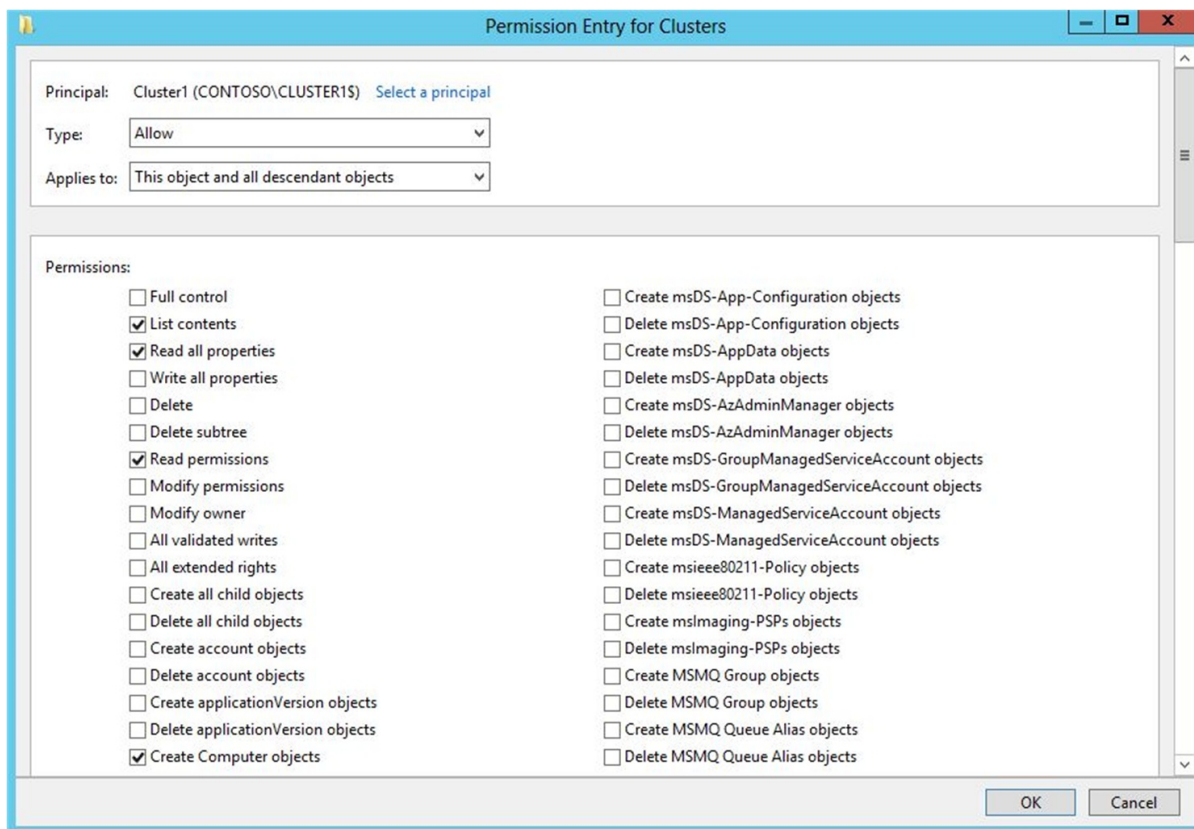 Permission Entry for Clusters
Principal: Cluster1 (CONTOSO\CLUSTER1$) Select a principal
Type: Allow
Applies to: This object and all descendant objects
Permissions:
Full control
List contents
Read all properties
Write all properties
Delete
Delete subtree
Read permissions
Modify permissions
Modify owner
All validated writes
All extended rights
Create all child objects
Delete all child objects
Create account objects
Delete account objects
Create applicationVersion objects
Delete applicationVersion objects
Create Computer objects
Create msDS-App-Configuration objects
Delete msDS-App-Configuration objects
Create msDS-AppData objects
Delete msDS-AppData objects
Create msDS-AzAdminManager objects
Delete msDS-AzAdminManager objects
Create msDS-GroupManagedServiceAccount objects
Delete msDS-GroupManagedServiceAccount objects
Create msDS-ManagedServiceAccount objects
Delete msDS-ManagedServiceAccount objects
Create msieee80211-Policy objects
Delete msieee80211-Policy objects
Create msImaging-PSPs objects
Delete msImaging-PSPs objects
Create MSMQ Group objects
Delete MSMQ Group objects
Create MSMQ Queue Alias objects
Delete MSMQ Queue Alias objects
OK Cancel